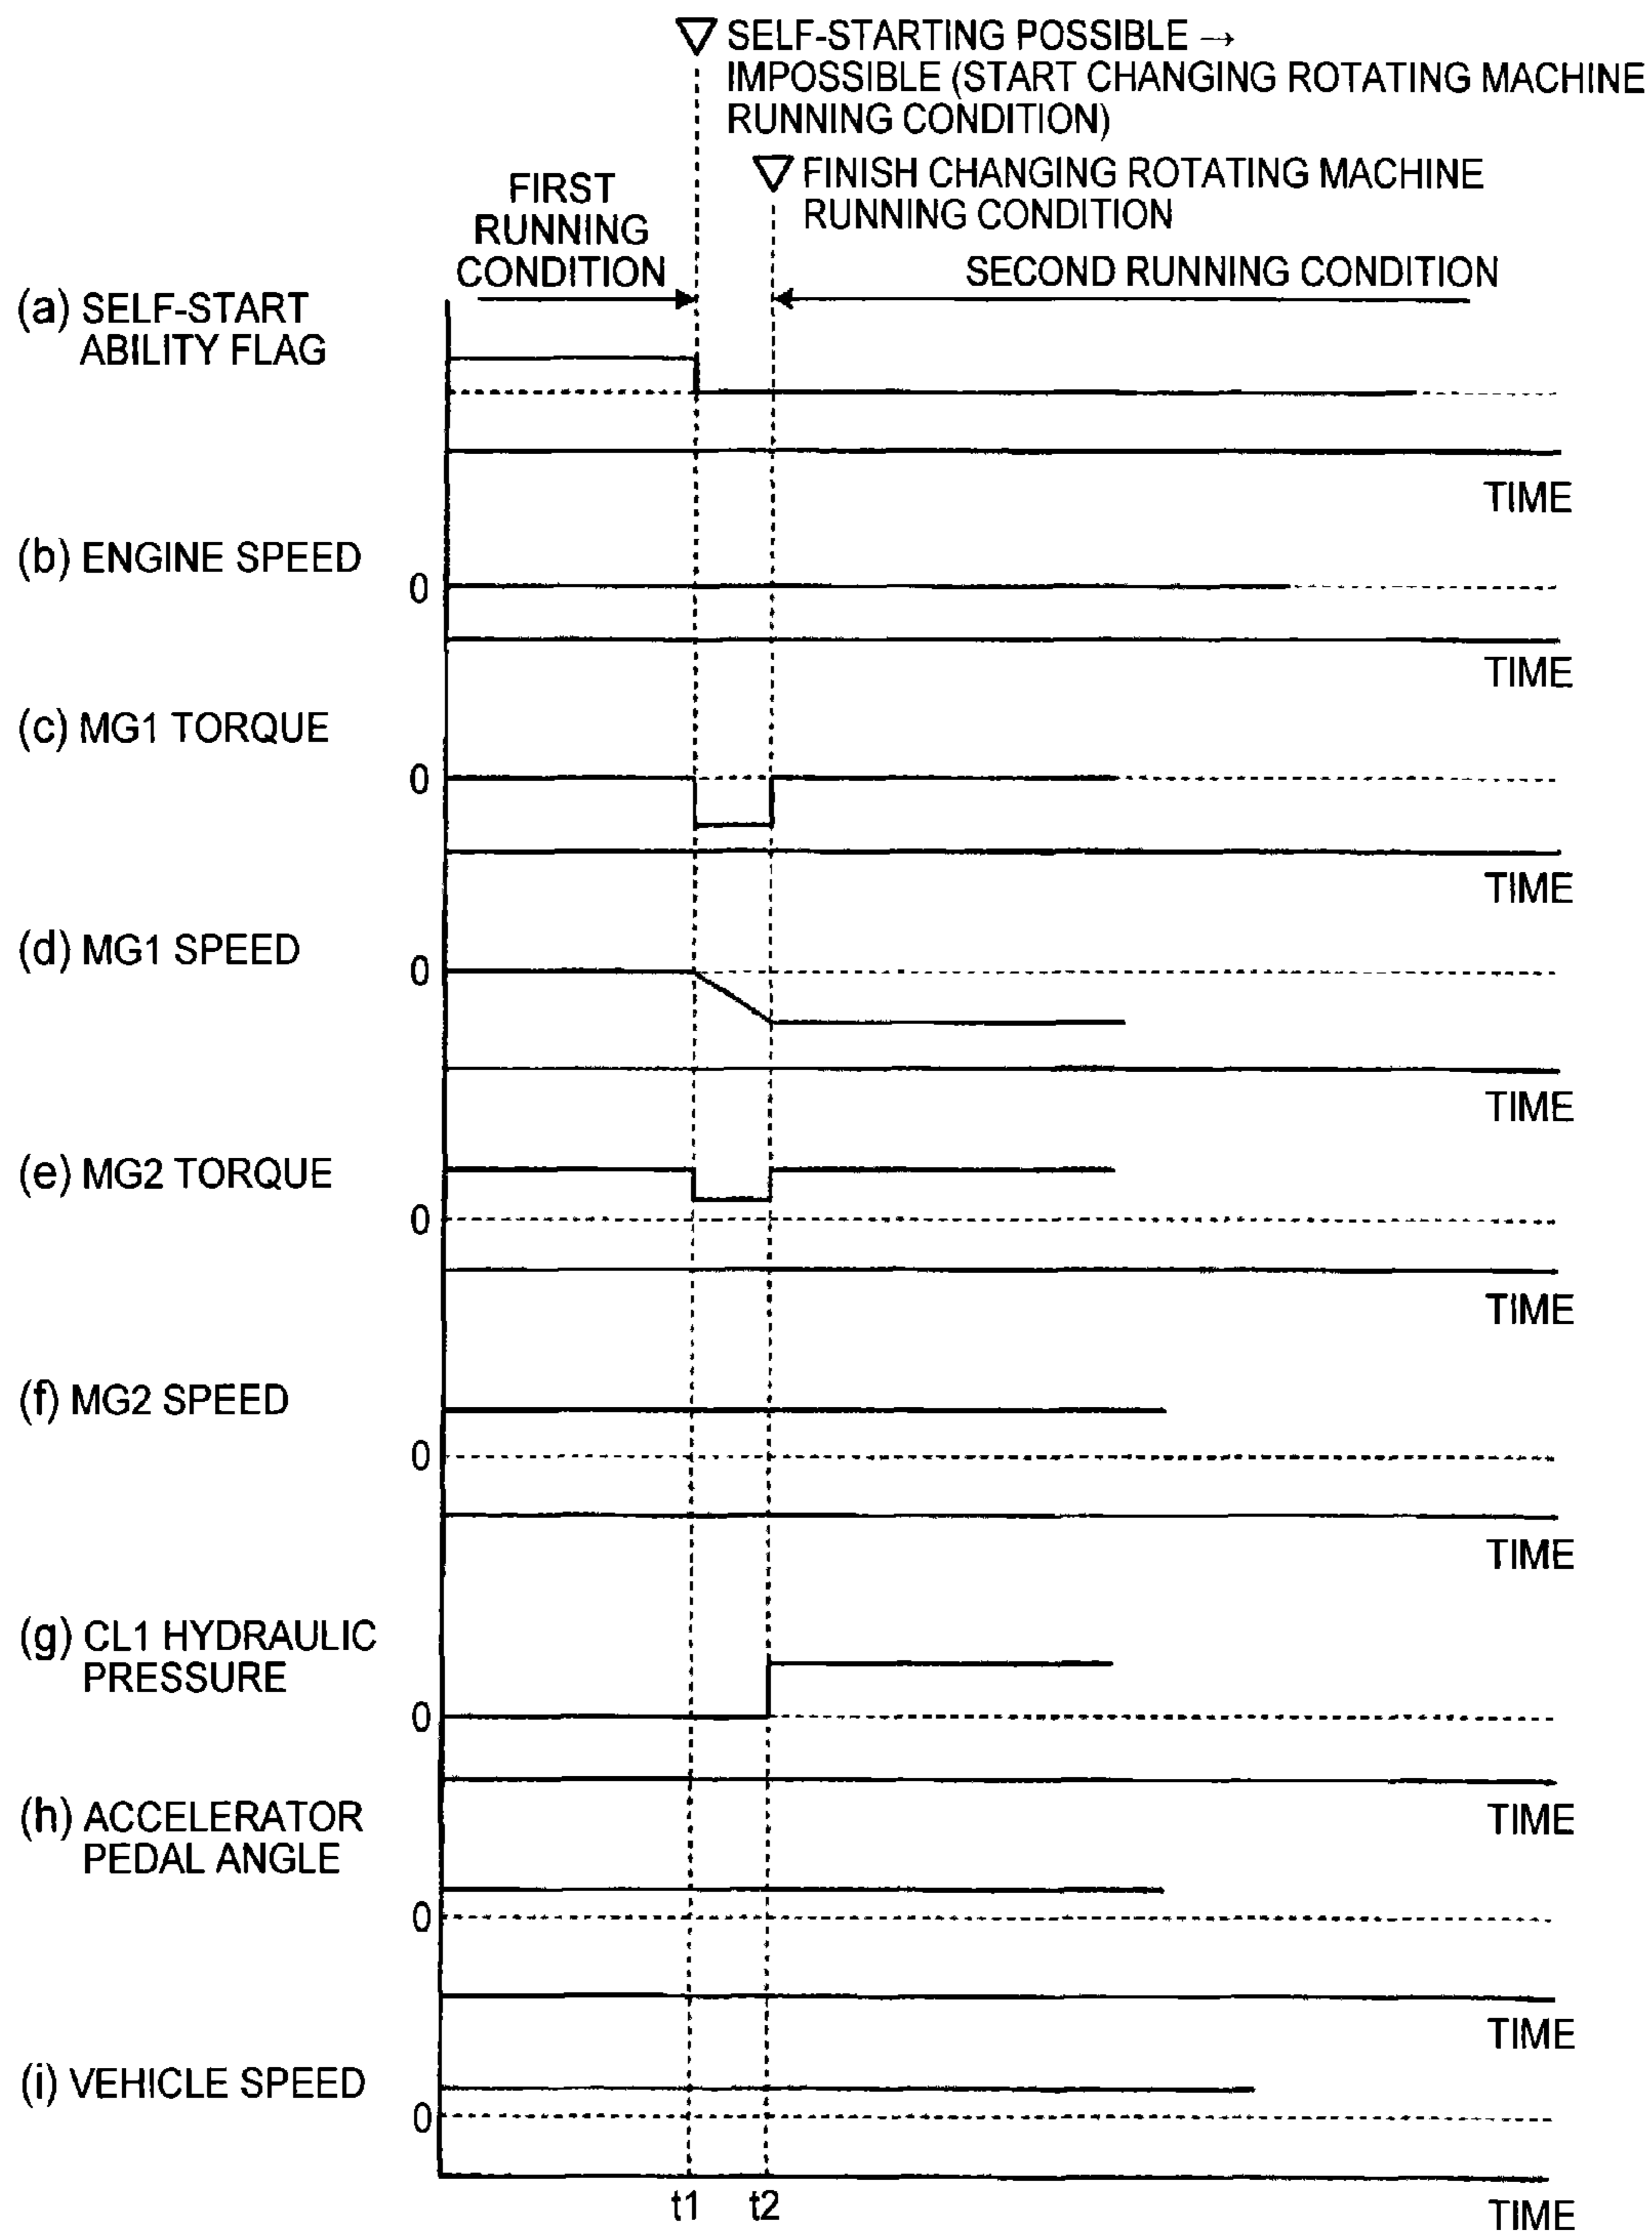 ▽ SELF-STARTING POSSIBLE →
IMPOSSIBLE (START CHANGING ROTATING MACHINE
RUNNING CONDITION)
▽ FINISH CHANGING ROTATING MACHINE
RUNNING CONDITION
FIRST
RUNNING
CONDITION
SECOND RUNNING CONDITION
(a) SELF-START
ABILITY FLAG
TIME
(b) ENGINE SPEED
0
TIME
(c) MG1 TORQUE
0
TIME
(d) MG1 SPEED
0
TIME
(e) MG2 TORQUE
0
TIME
(f) MG2 SPEED
0
TIME
(g) CL1 HYDRAULIC
PRESSURE
0
TIME
(h) ACCELERATOR
PEDAL ANGLE
0
TIME
(i) VEHICLE SPEED
0
t1 t2
TIME